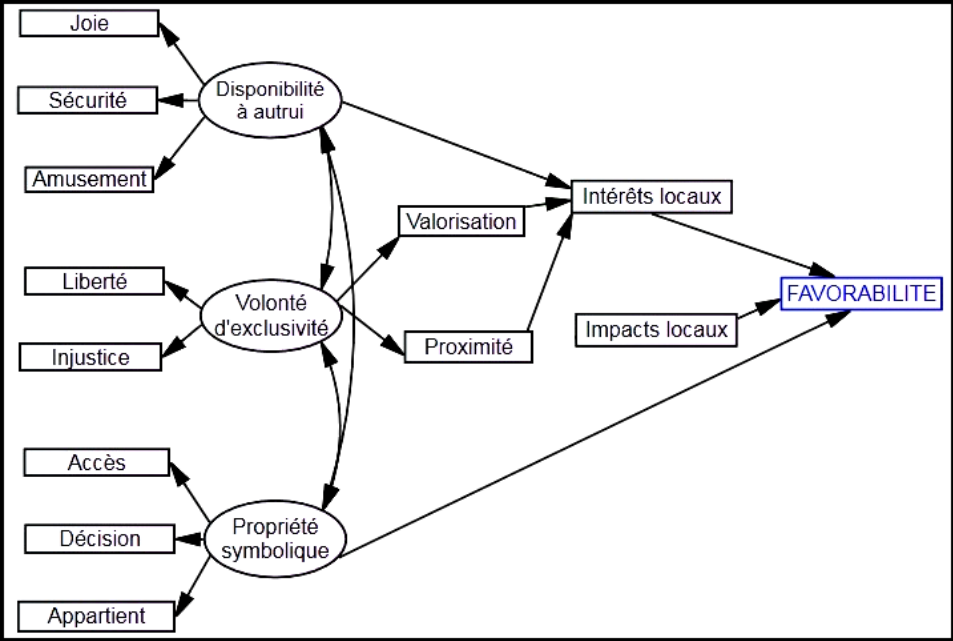 Joie
Disponibilité
à autrui
Sécurité
Amusement
Intérêts locaux
Valorisation
Liberté
Volonté
d'exclusivité
FAVORABILITE
Impacts locaux
Proximité
Injustice
Accès
Propriété
symbolique
Décision
Appartient